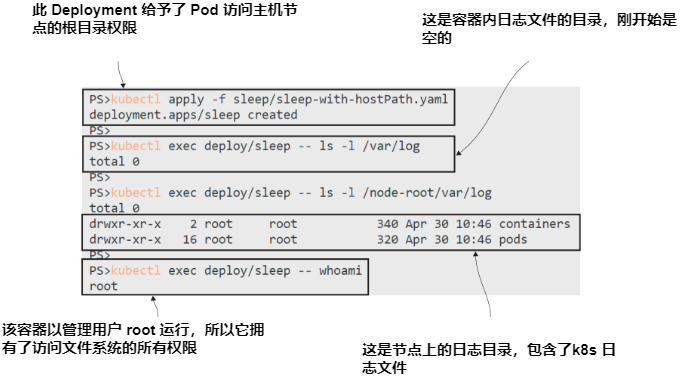 此 Deployment 给予了 Pod 访问主机节
点的根目录权限
这是容器内日志文件的目录，刚开始是
空的
PS>kubectl apply -f sleep/sleep-with-hostPath.yaml
deployment.apps/sleep created
PS>
PS>kubectl exec deploy/sleep -- ls -l /var/log
total 0
PS>
PS>kubectl exec deploy/sleep -- ls -l /node-root/var/log
total 0
drwxr-xr-x 2 root root 340 Apr 30 10:46 containers
drwxr-xr-x 16 root root 320 Apr 30 10:46 pods
PS>
PS>kubectl exec deploy/sleep -- whoami
root
该容器以管理用户 root 运行，所以它拥
有了访问文件系统的所有权限
这是节点上的日志目录，包含了k8s 日
志文件